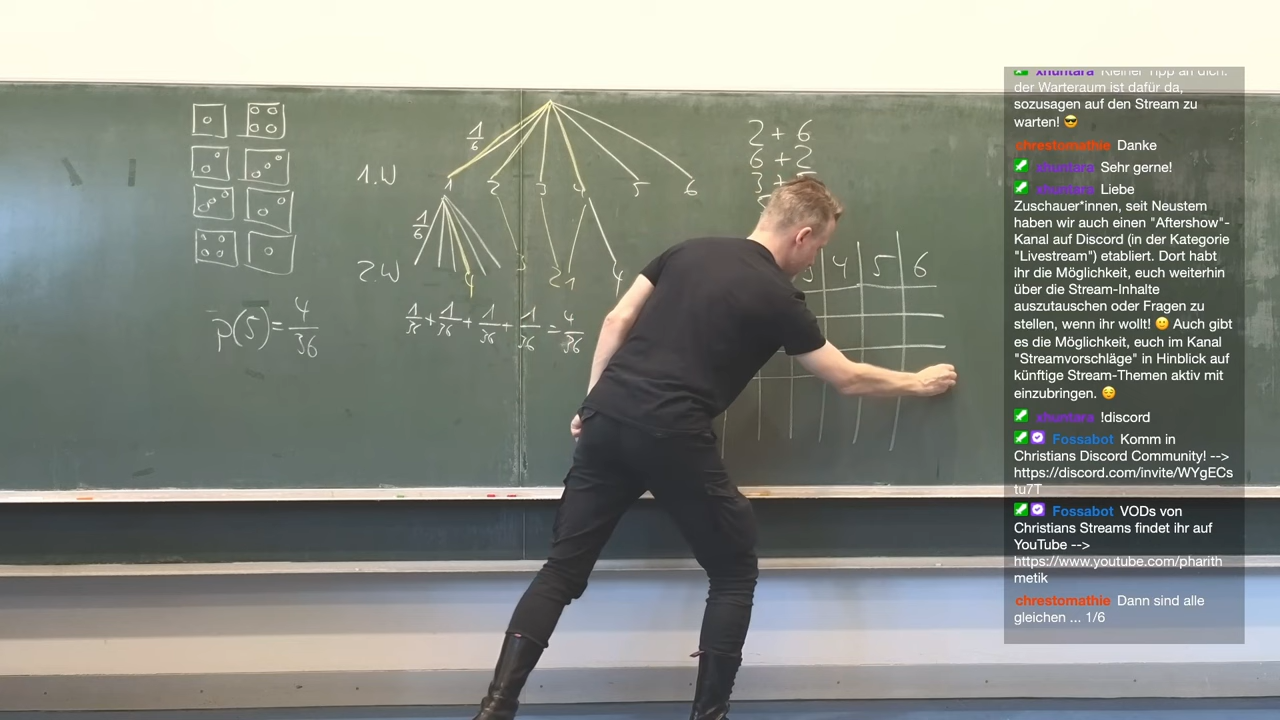 1/6
2 + 6
6 + 2
3 +
1.W
1 2 3 4 5 6
1/6
2.W
4 3 2 1 4
4 5 6
p(5) = 4/36
1/36 + 1/36 + 1/36 + 1/36 = 4/36
xhuntara Kleiner Tipp an dich:
der Warteraum ist dafür da,
sozusagen auf den Stream zu
warten! 😎
chrestomathie Danke
xhuntara Sehr gerne!
xhuntara Liebe
Zuschauer*innen, seit Neustem
haben wir auch einen "Aftershow"-
Kanal auf Discord (in der Kategorie
"Livestream") etabliert. Dort habt
ihr die Möglichkeit, euch weiterhin
über die Stream-Inhalte
auszutauschen oder Fragen zu
stellen, wenn ihr wollt! 🙂 Auch gibt
es die Möglichkeit, euch im Kanal
"Streamvorschläge" in Hinblick auf
künftige Stream-Themen aktiv mit
einzubringen. 😌
xhuntara !discord
Fossabot Komm in
Christians Discord Community! -->
https://discord.com/invite/WYgECs
tu7T
Fossabot VODs von
Christians Streams findet ihr auf
YouTube -->
https://www.youtube.com/pharith
metik
chrestomathie Dann sind alle
gleichen ... 1/6